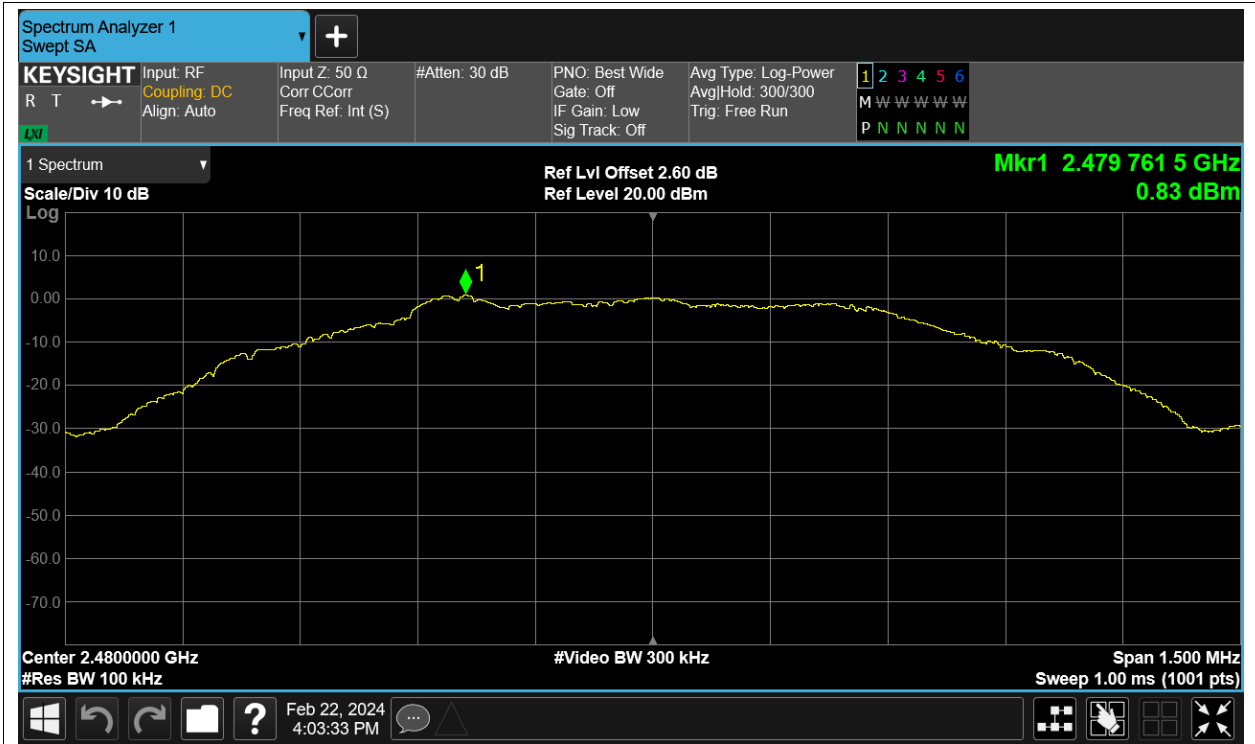 Spectrum Analyzer 1
Swept SA
KEYSIGHT
R T
LXI
Input: RF
Coupling: DC
Align: Auto
Input Z: 50 Ω
Corr CCorr
Freq Ref: Int (S)
#Atten: 30 dB
PNO: Best Wide
Gate: Off
IF Gain: Low
Sig Track: Off
Avg Type: Log-Power
Avg|Hold: 300/300
Trig: Free Run
1 2 3 4 5 6
M W W W W W
P N N N N N
1 Spectrum
Scale/Div 10 dB
Log
Ref Lvl Offset 2.60 dB
Ref Level 20.00 dBm
Mkr1 2.479 761 5 GHz
0.83 dBm
1
10.0
0.00
-10.0
-20.0
-30.0
-40.0
-50.0
-60.0
-70.0
Center 2.4800000 GHz
#Res BW 100 kHz
#Video BW 300 kHz
Span 1.500 MHz
Sweep 1.00 ms (1001 pts)
?
Feb 22, 2024
4:03:33 PM